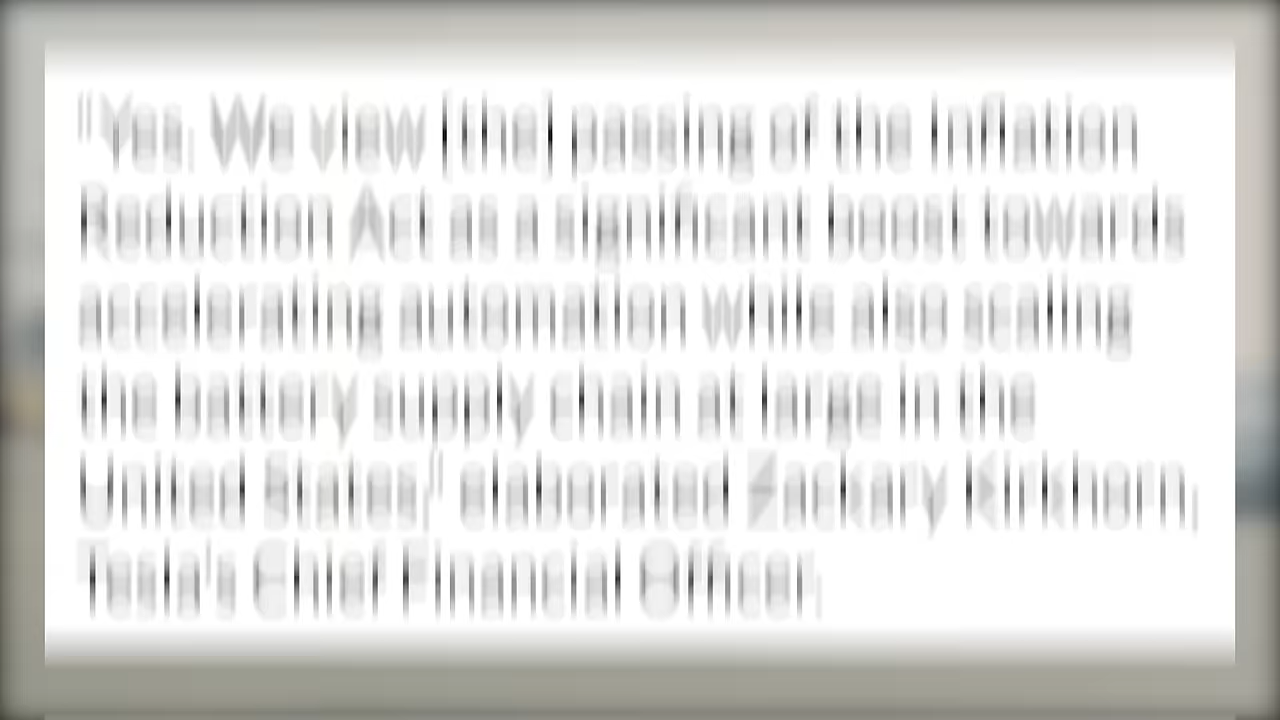 "Yes. We view [the] passing of the Inflation
Reduction Act as a significant boost towards
accelerating automation while also scaling
the battery supply chain at large in the
United States," elaborated Zackary Kirkhorn,
Tesla's Chief Financial Officer.